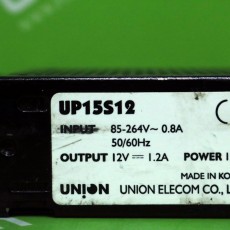 UP15S12
INPUT 85-264V~ 0.8A
50/60Hz
OUTPUT 12V ⎓ 1.2A POWER 1
MADE IN KO
UNION UNION ELECOM CO., L